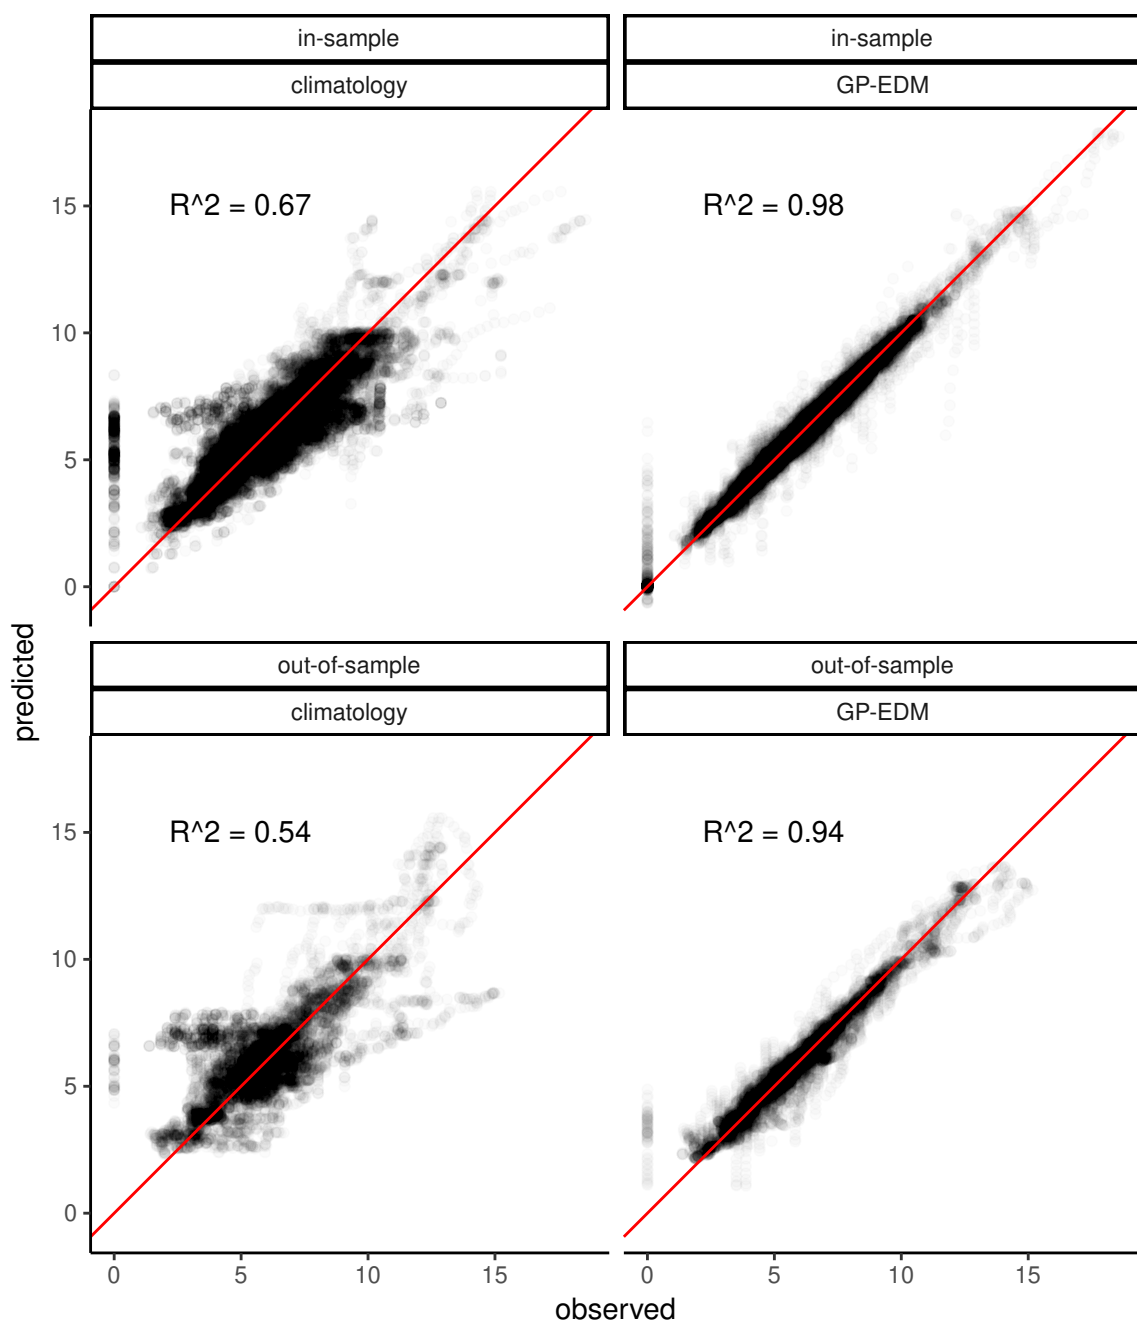 in-sample
in-sample
climatology
GP-EDM
R^2 = 0.67
R^2 = 0.98
15
10
5
0
predicted
out-of-sample
out-of-sample
climatology
GP-EDM
R^2 = 0.54
R^2 = 0.94
15
10
5
0
0 5 10 15
0 5 10 15
observed